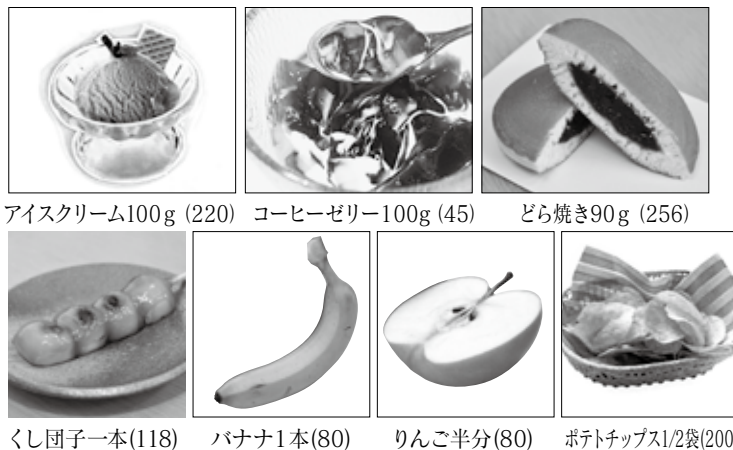 アイスクリーム100g (220) コーヒーゼリー100g (45) どら焼き90g (256)
くし団子一本(118) バナナ1本(80) りんご半分(80) ポテトチップス1/2袋(200